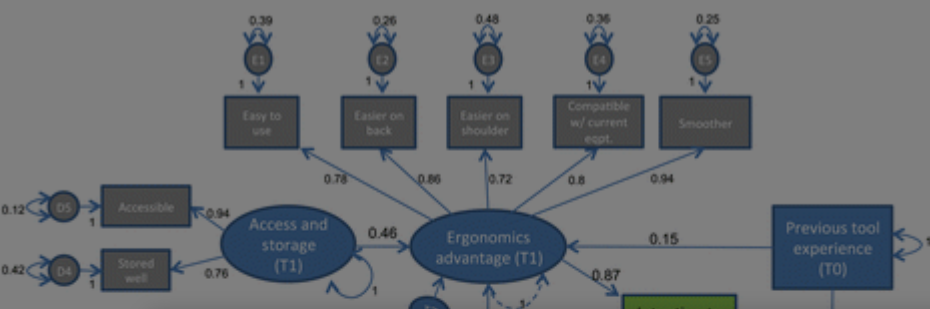 0.39
0.26
0.48
0.36
0.25
E1
E2
E3
E4
E5
1
1
1
1
1
Easy to
use
Easier on
back
Easier on
shoulder
Compatible
w/ current
eqpt.
Smoother
0.78
0.86
0.72
0.8
0.94
0.12
D5
1
Accessible
0.94
Access and
storage
(T1)
0.46
Ergonomics
advantage (T1)
0.15
Previous tool
experience
(T0)
1
0.42
D4
1
Stored
well
0.76
1
1
0.87